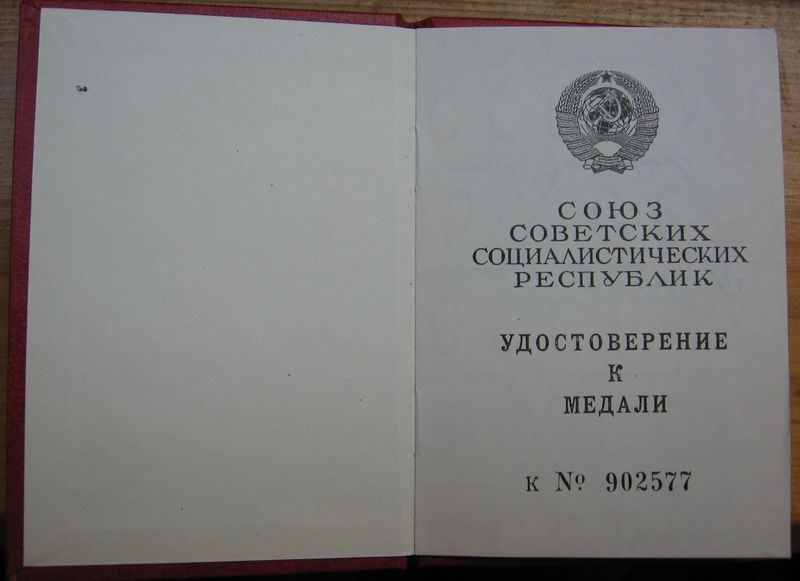 СОЮЗ
СОВЕТСКИХ
СОЦИАЛИСТИЧЕСКИХ
РЕСПУБЛИК
УДОСТОВЕРЕНИЕ
К
МЕДАЛИ
К № 902577